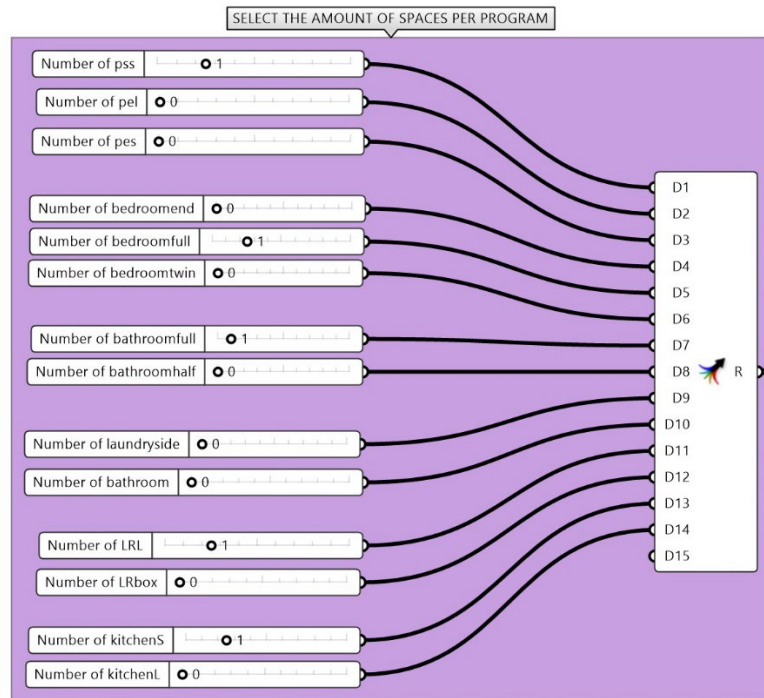 SELECT THE AMOUNT OF SPACES PER PROGRAM
Number of pss 1
Number of pel 0
Number of pes 0
Number of bedroomend 0
Number of bedroomfull 1
Number of bedroomtwin 0
Number of bathroomfull 1
Number of bathroomhalf 0
Number of laundryside 0
Number of bathroom 0
Number of LRL 1
Number of LRbox 0
Number of kitchenS 1
Number of kitchenL 0
D1
D2
D3
D4
D5
D6
D7
D8 R
D9
D10
D11
D12
D13
D14
D15